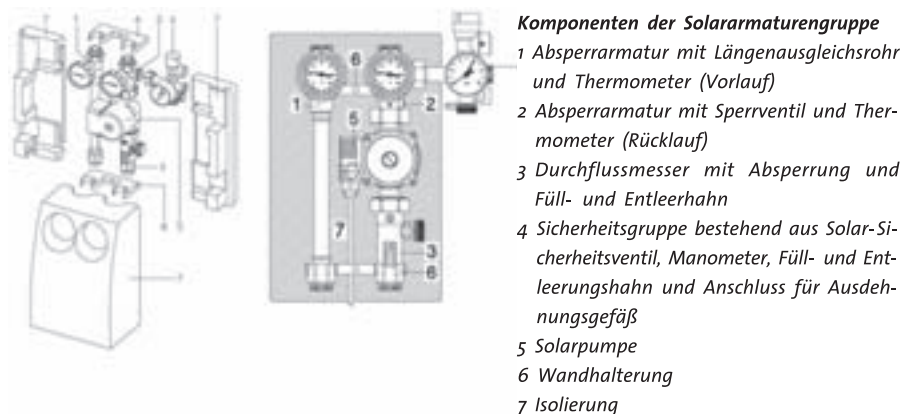 Komponenten der Solararmaturengruppe
1 Absperrarmatur mit Längenausgleichsrohr
und Thermometer (Vorlauf)
2 Absperrarmatur mit Sperrventil und Ther-
mometer (Rücklauf)
3 Durchflussmesser mit Absperrung und
Füll- und Entleerhahn
4 Sicherheitsgruppe bestehend aus Solar-Si-
cherheitsventil, Manometer, Füll- und Ent-
leerungshahn und Anschluss für Ausdeh-
nungsgefäß
5 Solarpumpe
6 Wandhalterung
7 Isolierung
6
1
2
5
7
3
6